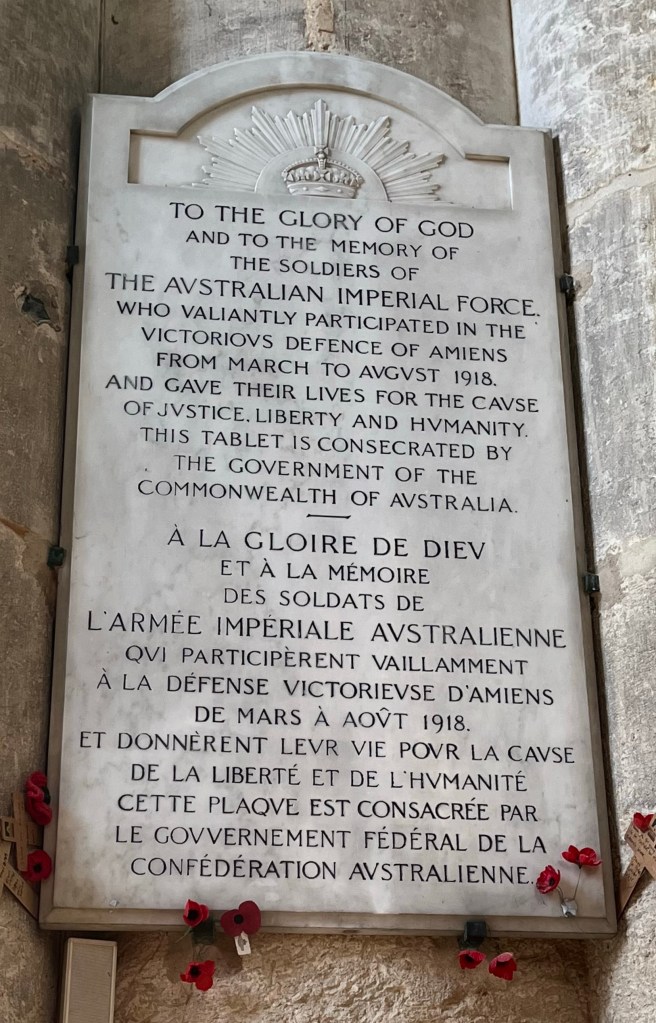 TO THE GLORY OF GOD
AND TO THE MEMORY OF
THE SOLDIERS OF
THE AVSTRALIAN IMPERIAL FORCE.
WHO VALIANTLY PARTICIPATED IN THE
VICTORIOVS DEFENCE OF AMIENS
FROM MARCH TO AVGVST 1918.
AND GAVE THEIR LIVES FOR THE CAVSE
OF JVSTICE. LIBERTY AND HVMANITY.
THIS TABLET IS CONSECRATED BY
THE GOVERNMENT OF THE
COMMONWEALTH OF AVSTRALIA.
À LA GLOIRE DE DIEV
ET À LA MÉMOIRE
DES SOLDATS DE
L'ARMÉE IMPÉRIALE AVSTRALIENNE
QVI PARTICIPÈRENT VAILLAMMENT
À LA DÉFENSE VICTORIEVSE D'AMIENS
DE MARS À AOÛT 1918.
ET DONNÈRENT LEVR VIE POVR LA CAVSE
DE LA LIBERTÉ ET DE L'HVMANITÉ
CETTE PLAQVE EST CONSACRÉE PAR
LE GOVVERNEMENT FÉDÉRAL DE LA
CONFÉDÉRATION AVSTRALIENNE.